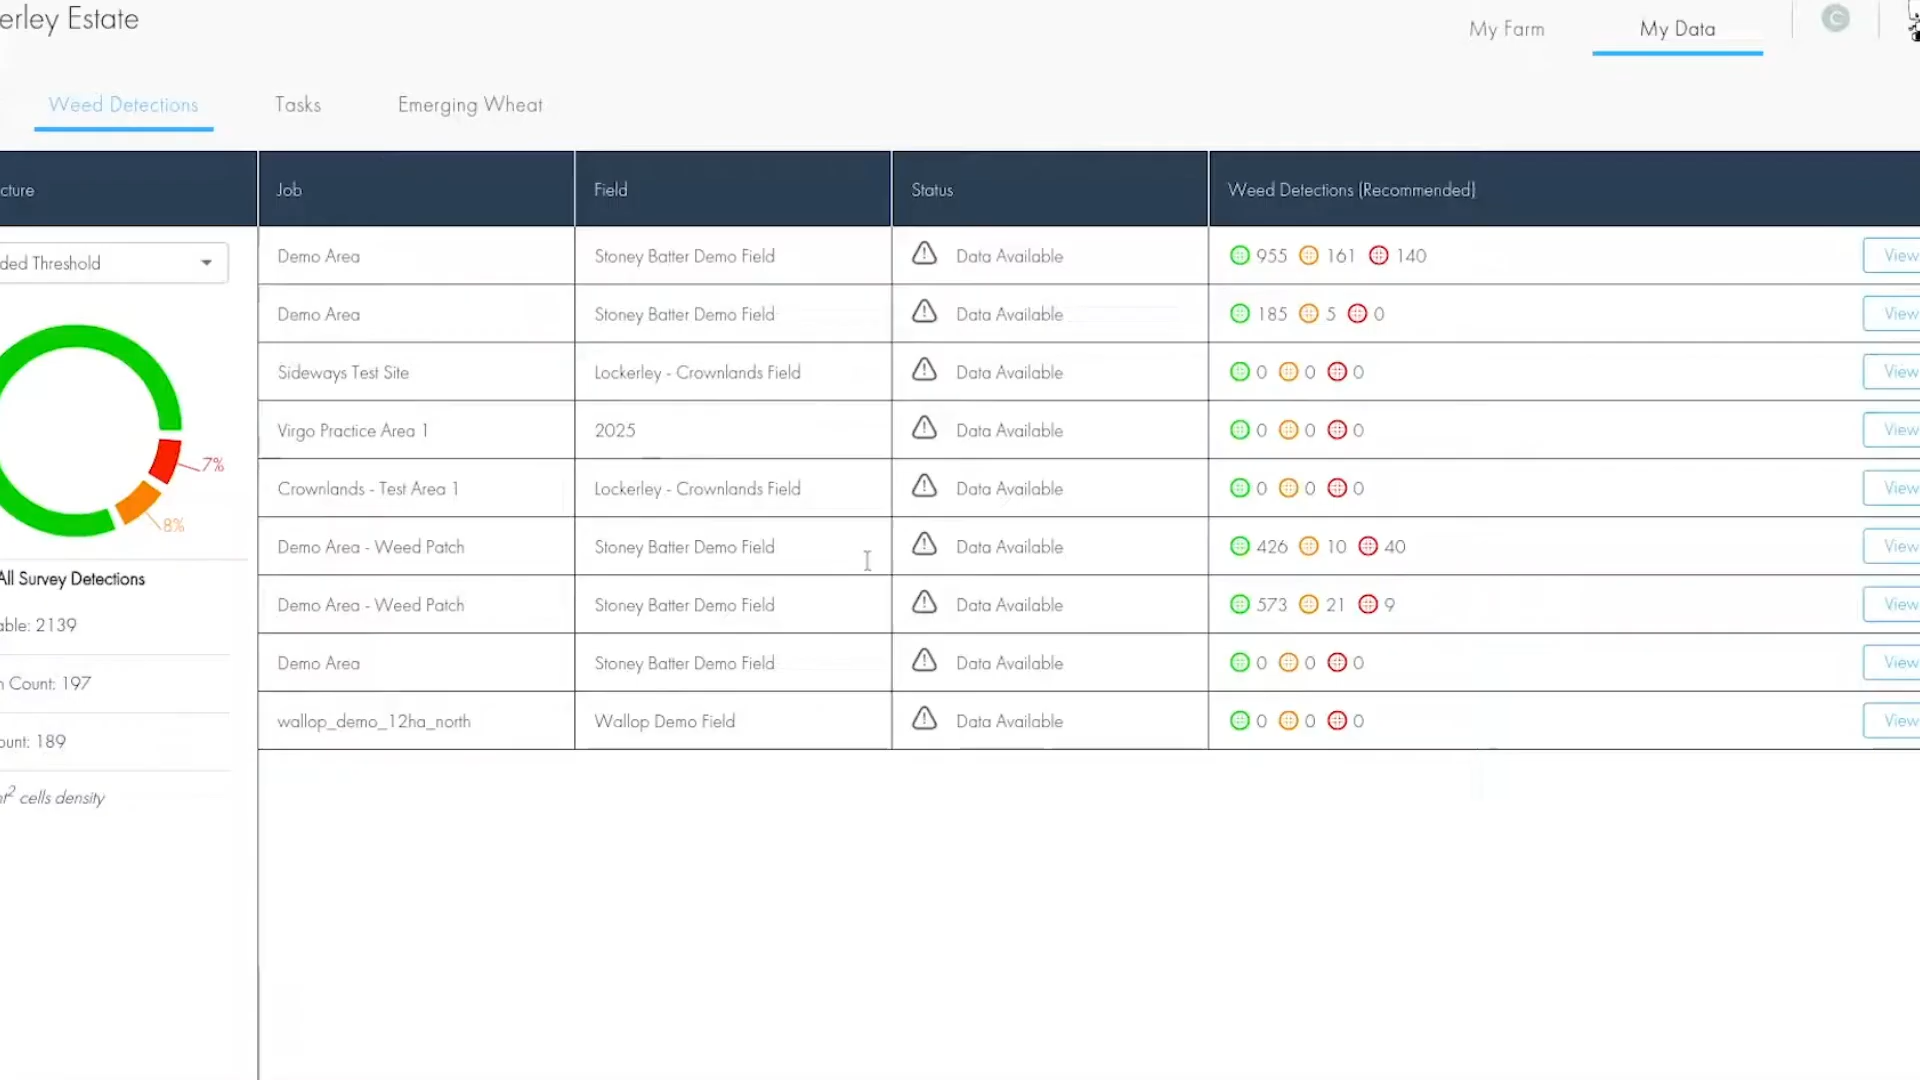 erley Estate
My Farm
My Data
C
Weed Detections
Tasks
Emerging Wheat
cture
Job
Field
Status
Weed Detections (Recommended)
ded Threshold
Demo Area
Stoney Batter Demo Field
Data Available
955 161 140
View
Demo Area
Stoney Batter Demo Field
Data Available
185 5 0
View
Sideways Test Site
Lockerley - Crownlands Field
Data Available
0 0 0
View
Virgo Practice Area 1
2025
Data Available
0 0 0
View
Crownlands - Test Area 1
Lockerley - Crownlands Field
Data Available
0 0 0
View
Demo Area - Weed Patch
Stoney Batter Demo Field
Data Available
426 10 40
View
Demo Area - Weed Patch
Stoney Batter Demo Field
Data Available
573 21 9
View
Demo Area
Stoney Batter Demo Field
Data Available
0 0 0
View
wallop_demo_12ha_north
Wallop Demo Field
Data Available
0 0 0
View
7%
8%
All Survey Detections
able: 2139
n Count: 197
ount: 189
nt² cells density